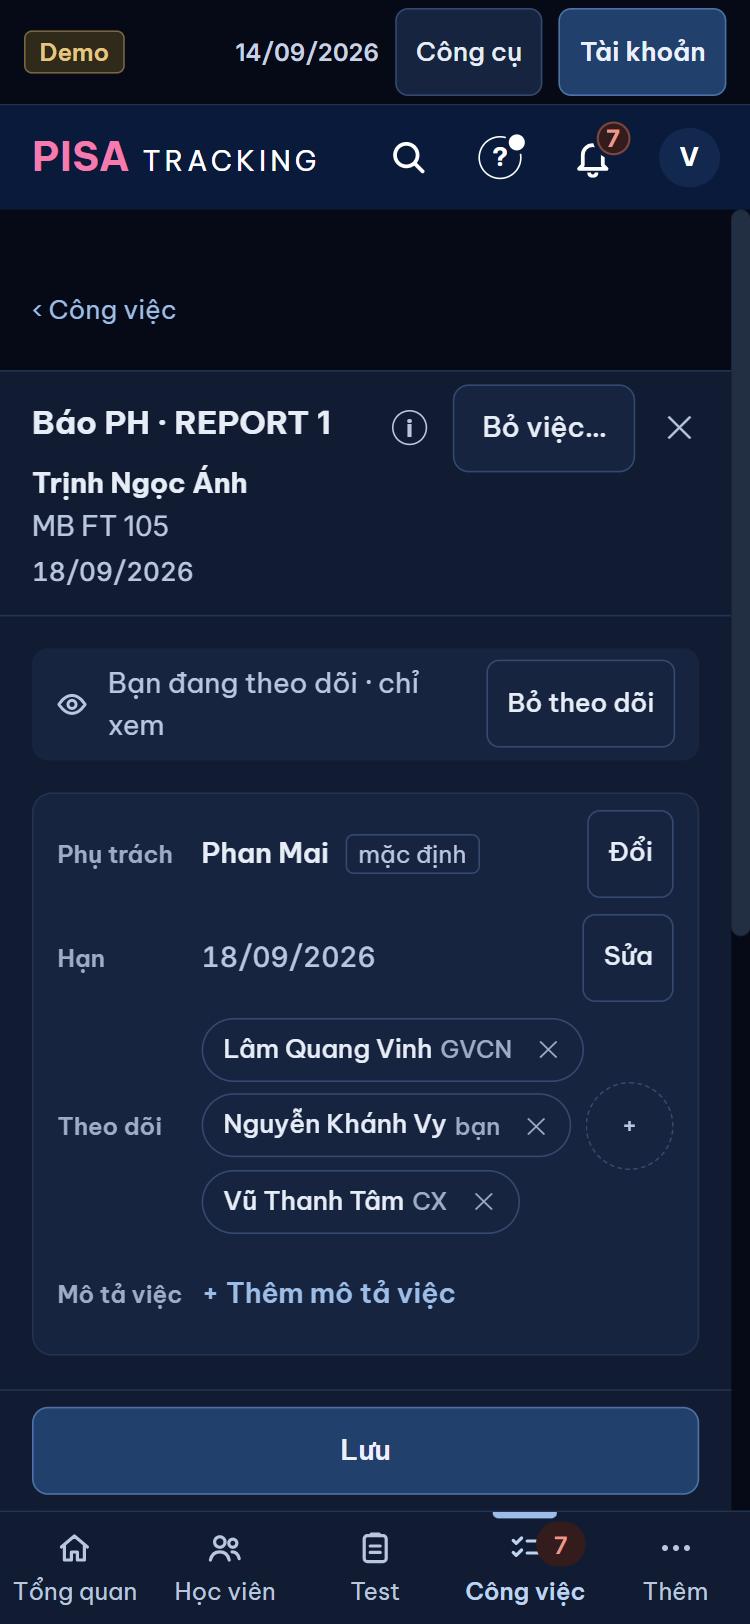 Demo 14/09/2026 Công cụ Tài khoản
PISA TRACKING ? 7 V
‹ Công việc
Báo PH · REPORT 1 i Bỏ việc...
Trịnh Ngọc Ánh
MB FT 105
18/09/2026
Bạn đang theo dõi · chỉ
xem
Bỏ theo dõi
Phụ trách Phan Mai mặc định Đổi
Hạn 18/09/2026 Sửa
Lâm Quang Vinh GVCN
Theo dõi Nguyễn Khánh Vy bạn +
Vũ Thanh Tâm CX
Mô tả việc + Thêm mô tả việc
Lưu
7
Tổng quan Học viên Test Công việc Thêm